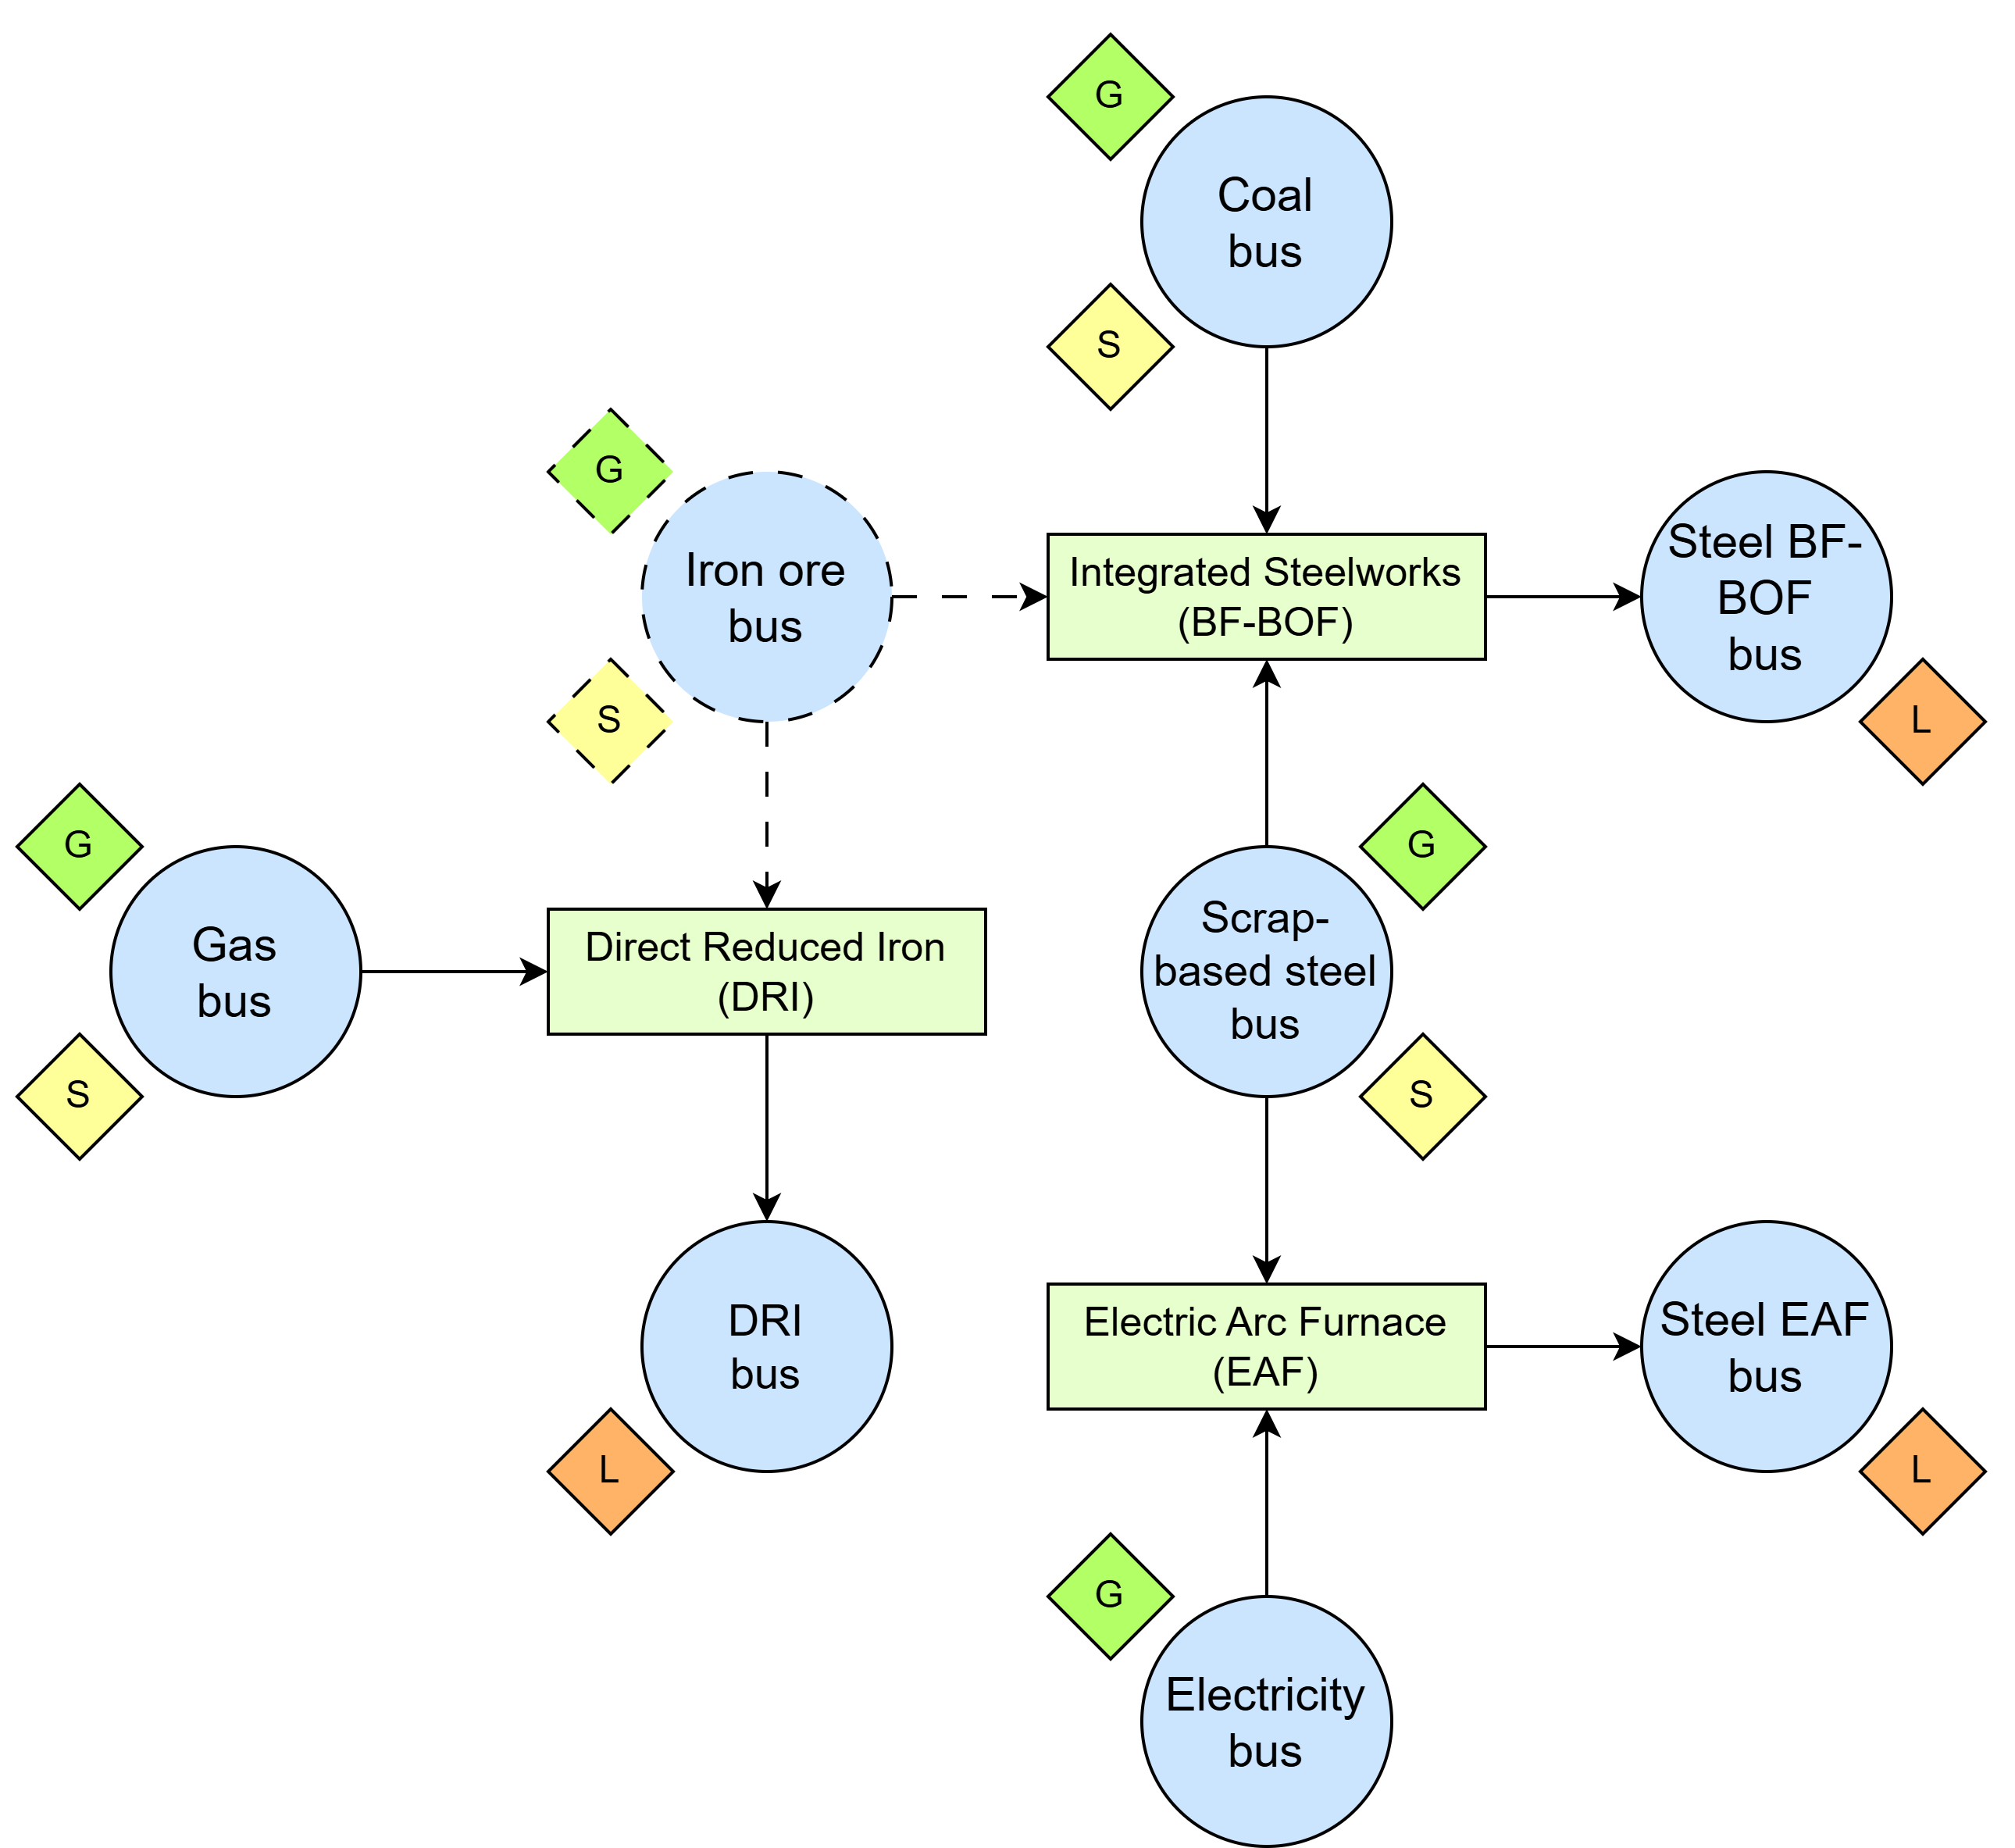 G
Coal
bus
S
G
Iron ore
bus
S
Integrated Steelworks
(BF-BOF)
Steel BF-
BOF
bus
L
G
Gas
bus
S
Direct Reduced Iron
(DRI)
G
Scrap-
based steel
bus
S
DRI
bus
L
Electric Arc Furnace
(EAF)
Steel EAF
bus
L
G
Electricity
bus